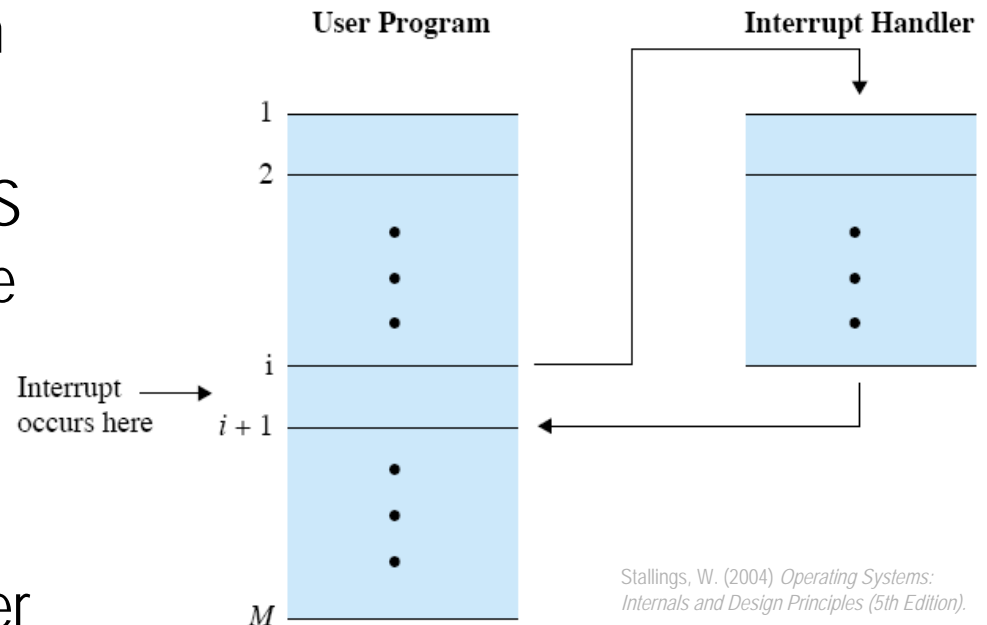 User Program
Interrupt Handler
1
2
S
e
i
Interrupt
occurs here
i + 1
er
M
Stallings, W. (2004) Operating Systems:
Internals and Design Principles (5th Edition).